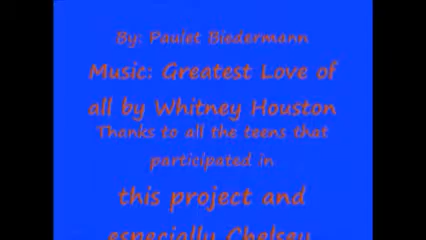 By: Paulet Biedermann
Music: Greatest Love of
all by Whitney Houston
Thanks to all the teens that
participated in
this project and
especially Chelsey